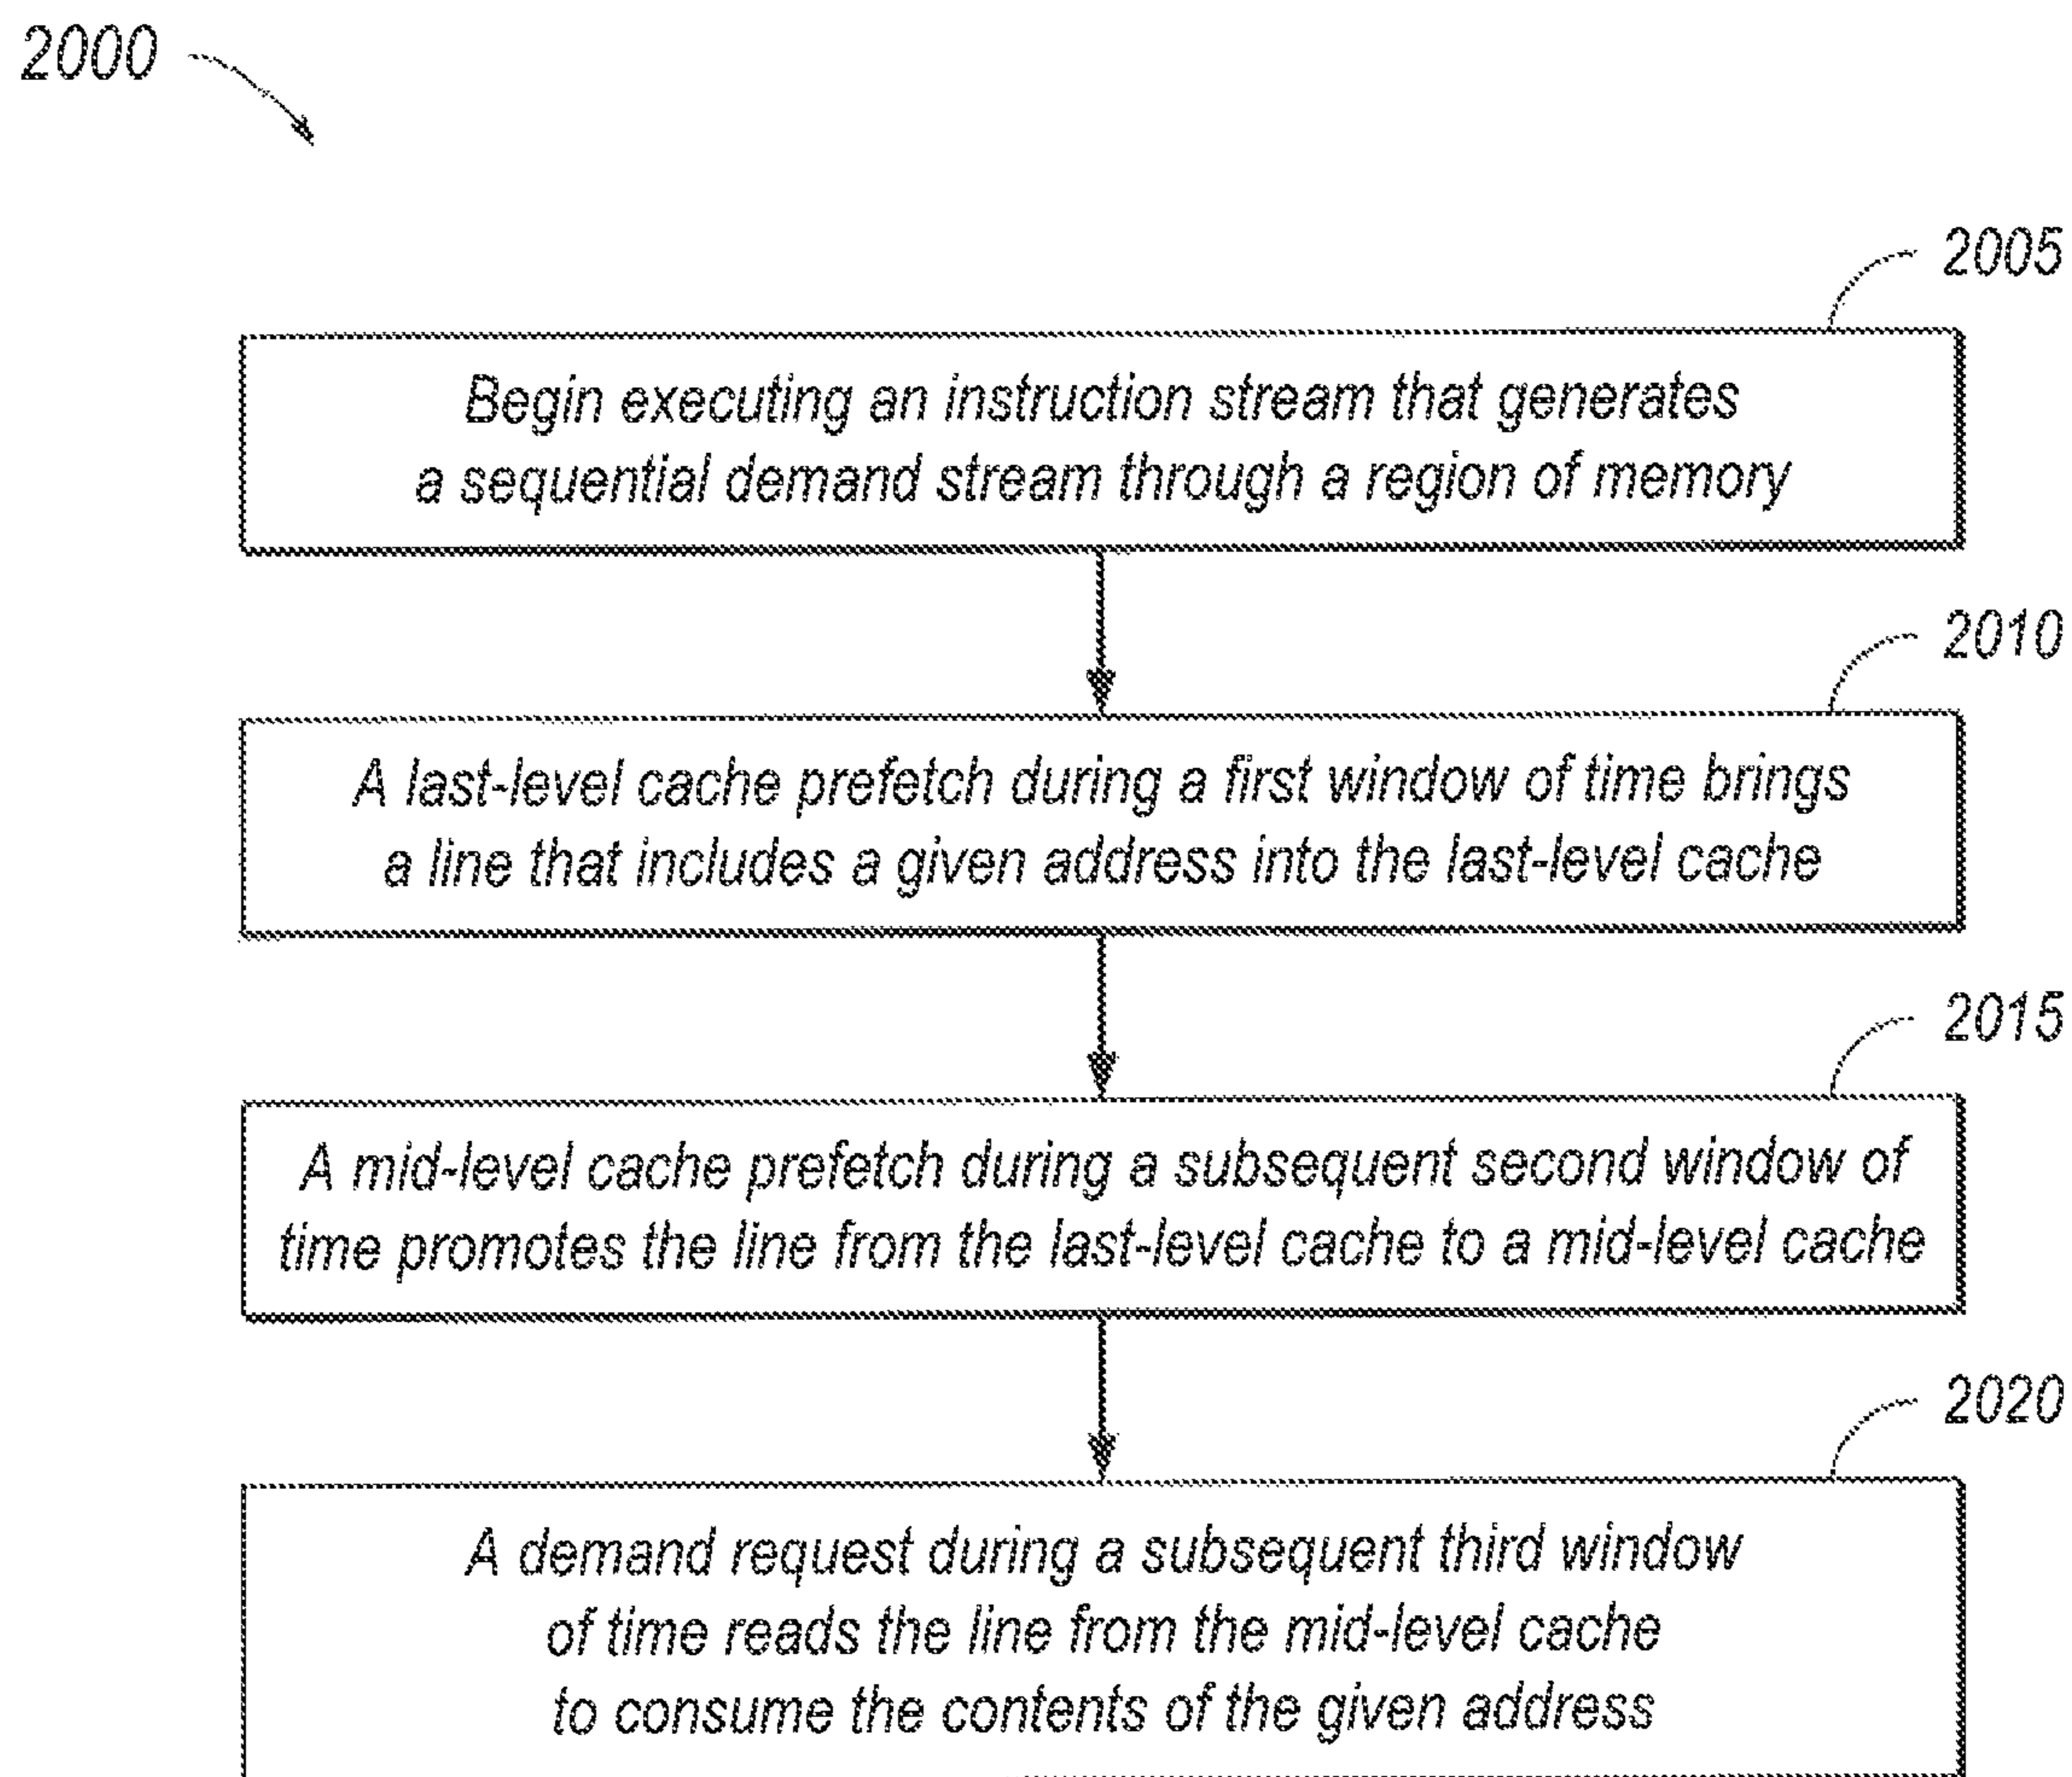 2000
2005
Begin executing an instruction stream that generates
a sequential demand stream through a region of memory
2010
A last-level cache prefetch during a first window of time brings
a line that includes a given address into the last-level cache
2015
A mid-level cache prefetch during a subsequent second window of
time promotes the line from the last-level cache to a mid-level cache
2020
A demand request during a subsequent third window
of time reads the line from the mid-level cache
to consume the contents of the given address